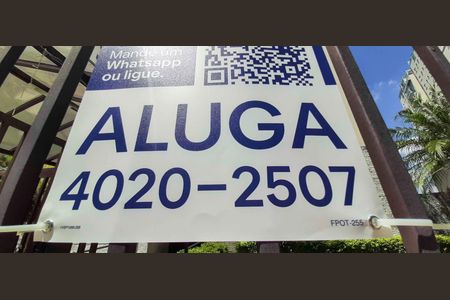 Mande um
Whatsapp
ou ligue.
ALUGA
4020-2507
FPOT-255